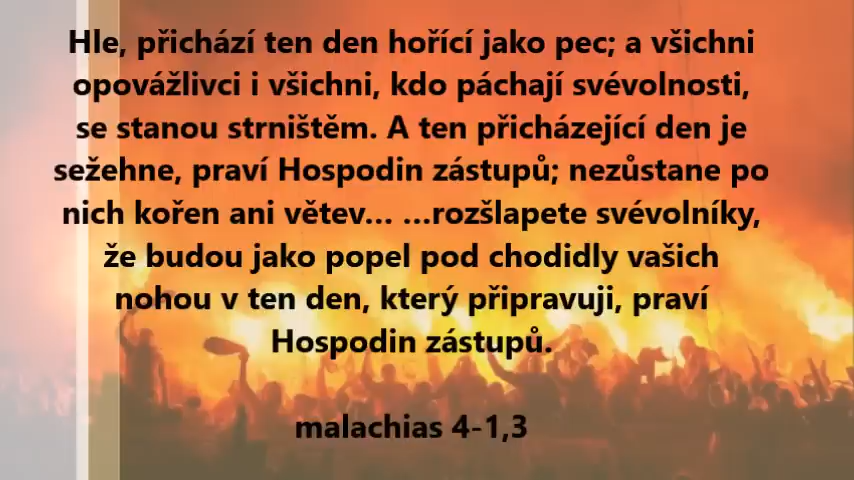 Hle, přichází ten den hořící jako pec; a všichni
opovážlivci i všichni, kdo páchají svévolnosti,
se stanou strništěm. A ten přicházející den je
sežehne, praví Hospodin zástupů; nezůstane po
nich kořen ani větev... ...rozšlapete svévolníky,
že budou jako popel pod chodidly vašich
nohou v ten den, který připravuji, praví
Hospodin zástupů.
malachias 4-1,3